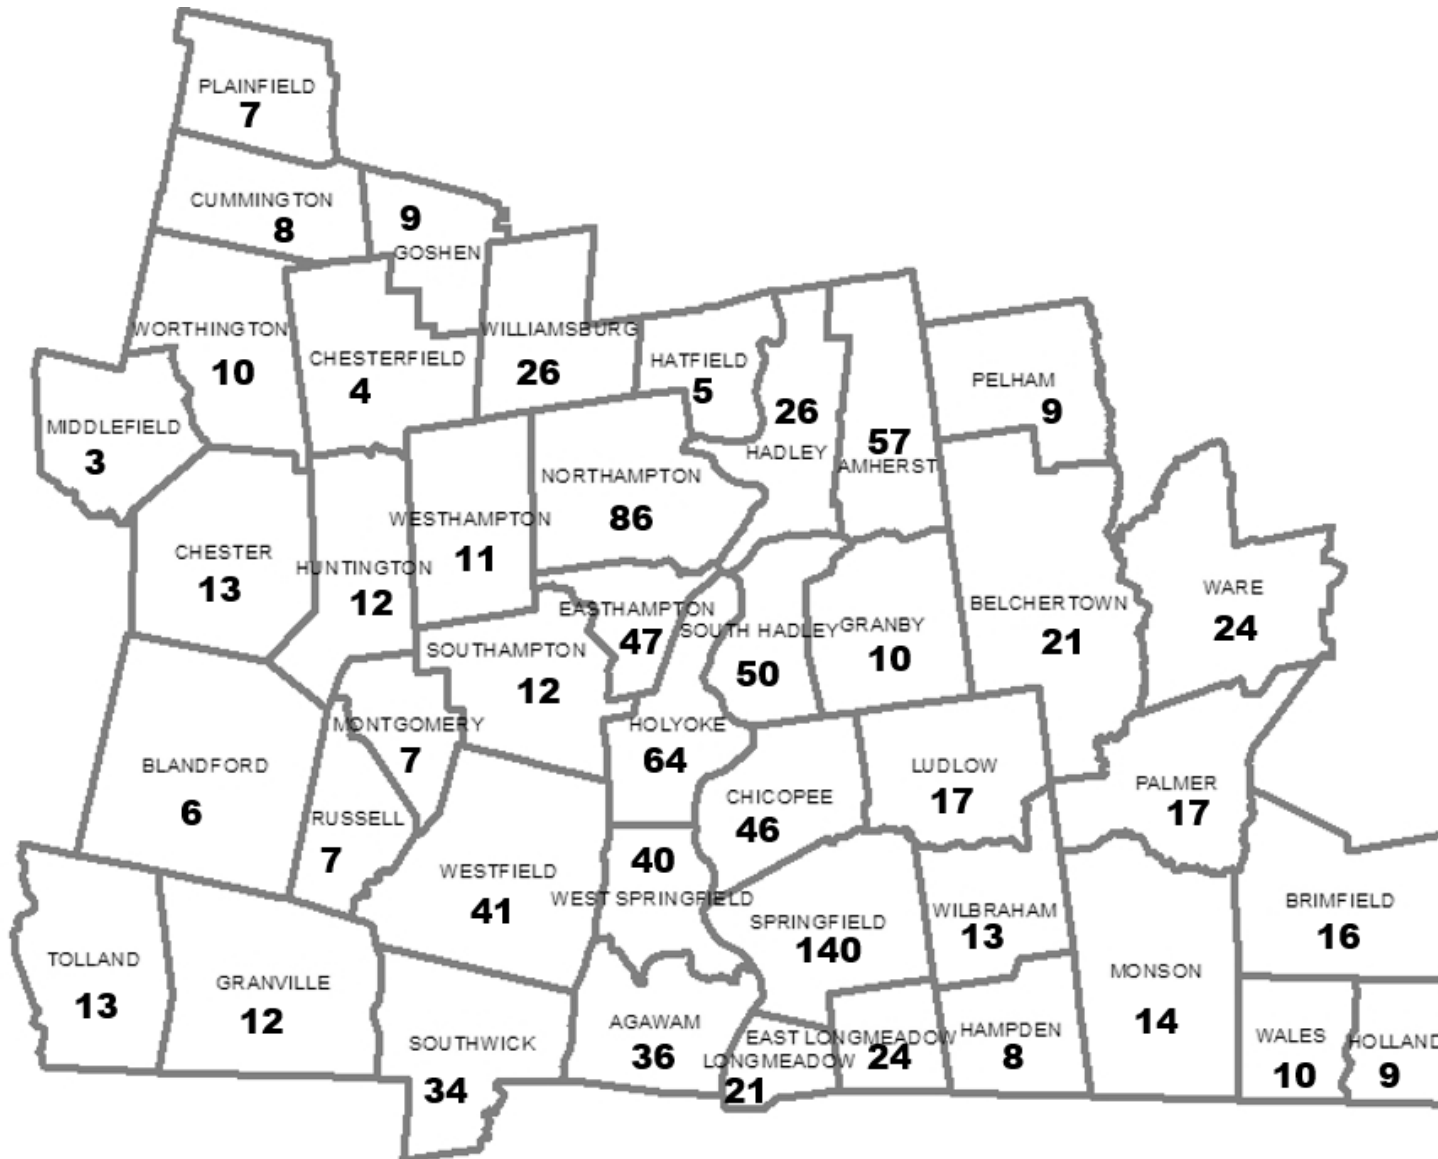 PLAINFIELD
7
CUMMINGTON
8
9
GOSHEN
WORTHINGTON
10
CHESTERFIELD
4
WILLIAMSBURG
26
HATFIELD
5
26
HADLEY
57
AMHERST
PELHAM
9
MIDDLEFIELD
3
NORTHAMPTON
86
WESTHAMPTON
11
CHESTER
13
HUNTINGTON
12
EASTHAMPTON
47
SOUTH HADLEY
50
GRANBY
10
BELCHERTOWN
21
WARE
24
SOUTHAMPTON
12
MONTGOMERY
7
HOLYOKE
64
BLANDFORD
6
RUSSELL
7
CHICOPEE
46
LUDLOW
17
PALMER
17
WESTFIELD
41
40
WEST SPRINGFIELD
SPRINGFIELD
140
WILBRAHAM
13
BRIMFIELD
16
TOLLAND
13
GRANVILLE
12
SOUTHWICK
34
AGAWAM
36
EAST LONGMEADOW
24
LONGMEADOW
21
HAMPDEN
8
MONSON
14
WALES
10
HOLLAND
9